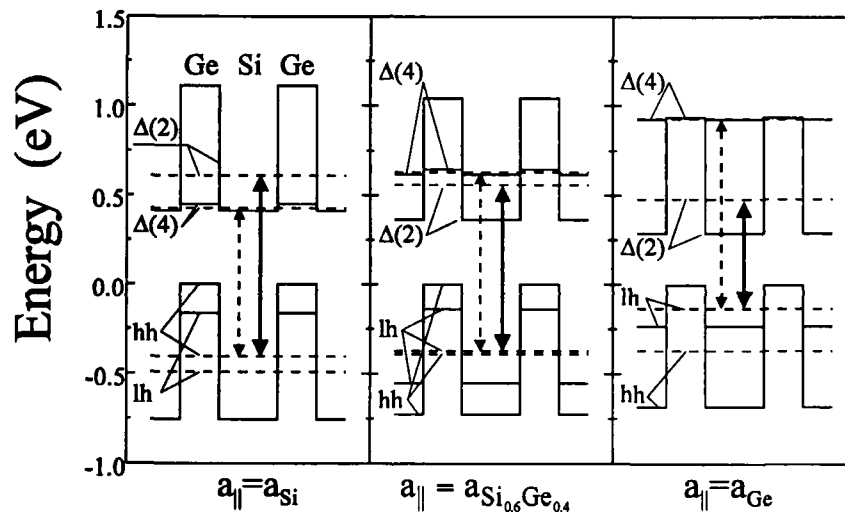 Energy (eV)
1.5
1.0
0.5
0.0
-0.5
-1.0
Ge Si Ge
Δ(2)
Δ(4)
hh
lh
a||=aSi
Δ(4)
Δ(2)
lh
hh
a|| = aSi0.6Ge0.4
Δ(4)
Δ(2)
lh
hh
a||=aGe